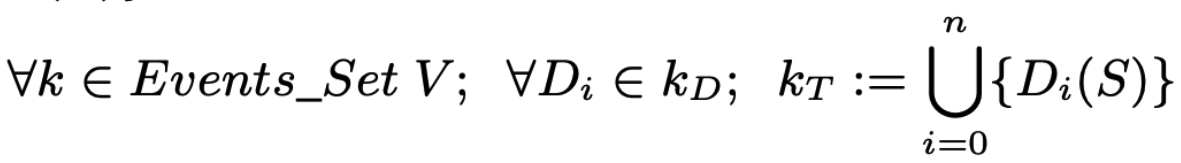 ∀k ∈ Events_Set V; ∀D_i ∈ k_D; k_T := ⋃_{i=0}^{n} {D_i(S)}